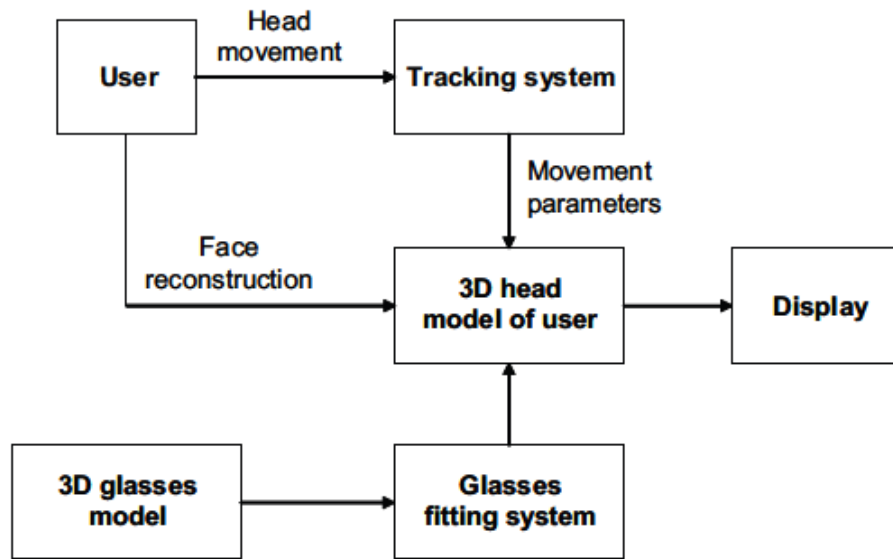 Head
movement
User
Tracking system
Movement
parameters
Face
reconstruction
3D head
model of user
Display
3D glasses
model
Glasses
fitting system